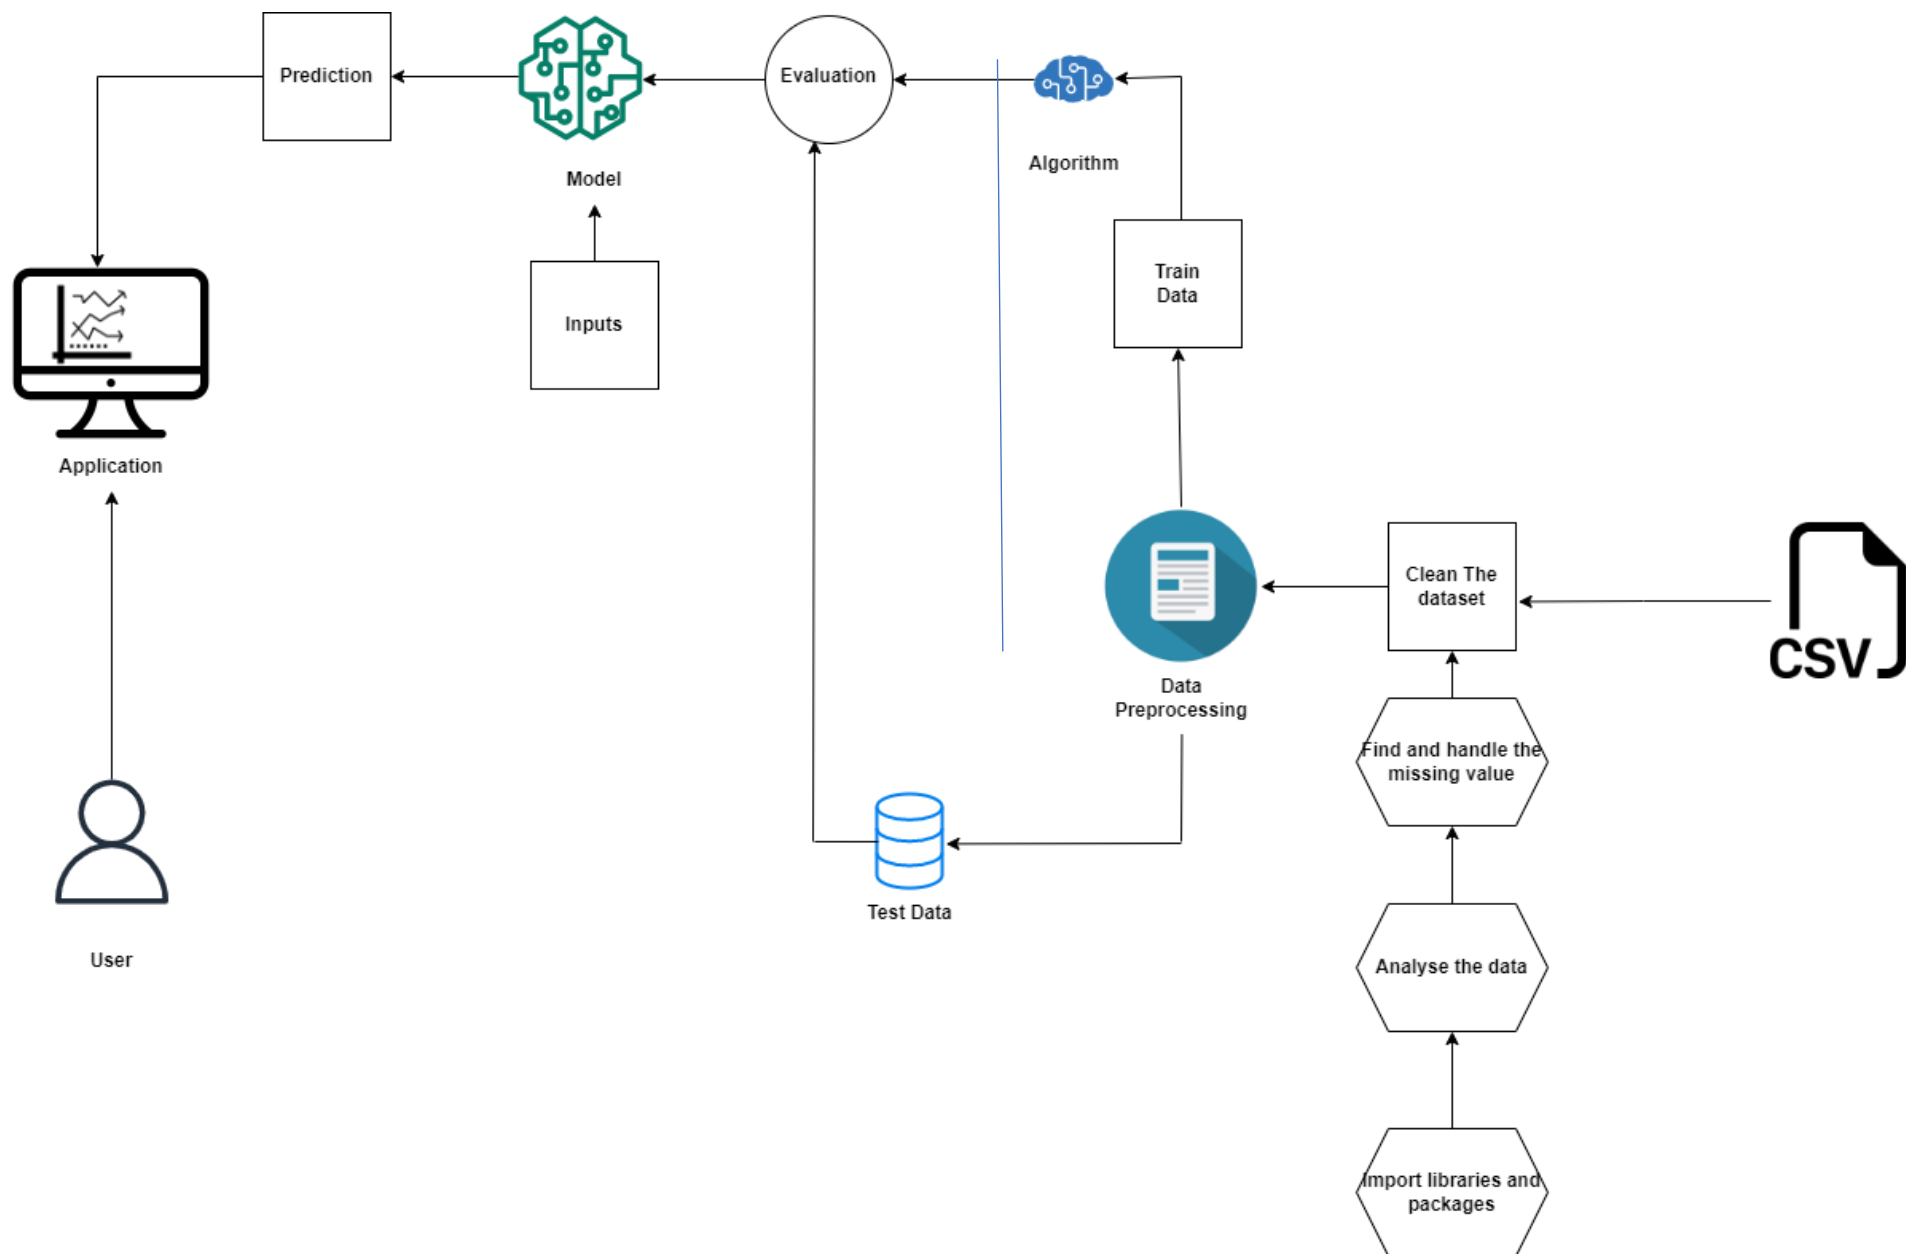 Prediction
Evaluation
Algorithm
Model
Train
Data
Inputs
Application
Clean The
dataset
CSV
Data
Preprocessing
Find and handle the
missing value
Test Data
User
Analyse the data
Import libraries and
packages